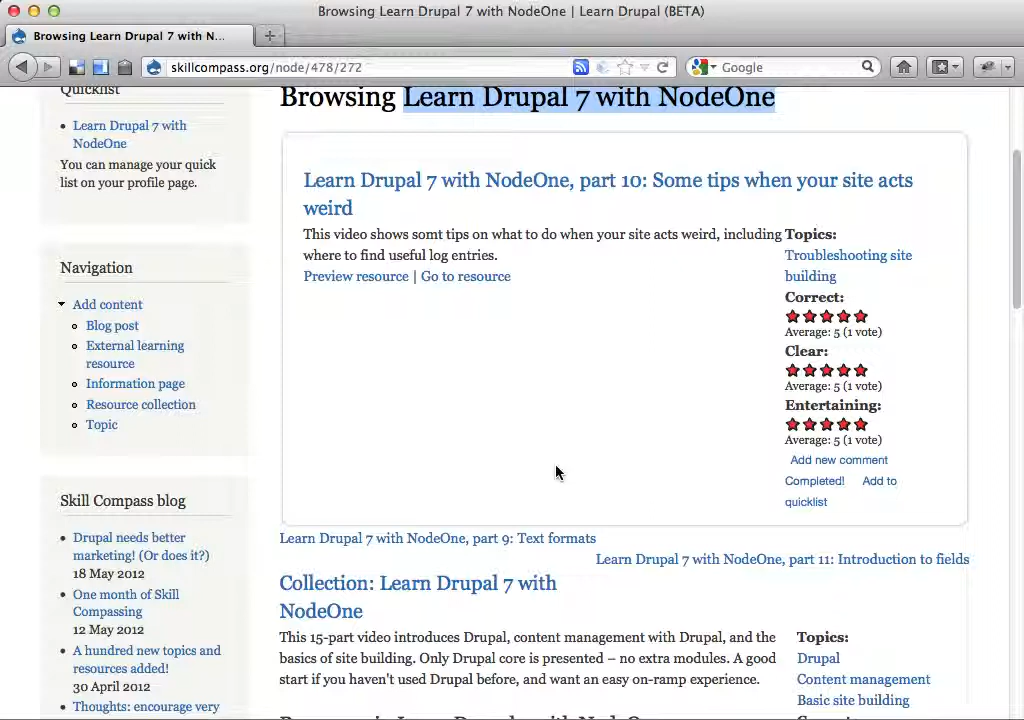 Browsing Learn Drupal 7 with NodeOne | Learn Drupal (BETA)
Browsing Learn Drupal 7 with N...
skillcompass.org/node/478/272
Google
Quicklist
Learn Drupal 7 with
NodeOne
You can manage your quick
list on your profile page.
Navigation
Add content
Blog post
External learning
resource
Information page
Resource collection
Topic
Skill Compass blog
Drupal needs better
marketing! (Or does it?)
18 May 2012
One month of Skill
Compassing
12 May 2012
A hundred new topics and
resources added!
30 April 2012
Thoughts: encourage very
Browsing Learn Drupal 7 with NodeOne
Learn Drupal 7 with NodeOne, part 10: Some tips when your site acts
weird
This video shows somt tips on what to do when your site acts weird, including
where to find useful log entries.
Preview resource | Go to resource
Topics:
Troubleshooting site
building
Correct:
Average: 5 (1 vote)
Clear:
Average: 5 (1 vote)
Entertaining:
Average: 5 (1 vote)
Add new comment
Completed! Add to
quicklist
Learn Drupal 7 with NodeOne, part 9: Text formats
Learn Drupal 7 with NodeOne, part 11: Introduction to fields
Collection: Learn Drupal 7 with
NodeOne
This 15-part video introduces Drupal, content management with Drupal, and the
basics of site building. Only Drupal core is presented – no extra modules. A good
start if you haven't used Drupal before, and want an easy on-ramp experience.
Topics:
Drupal
Content management
Basic site building